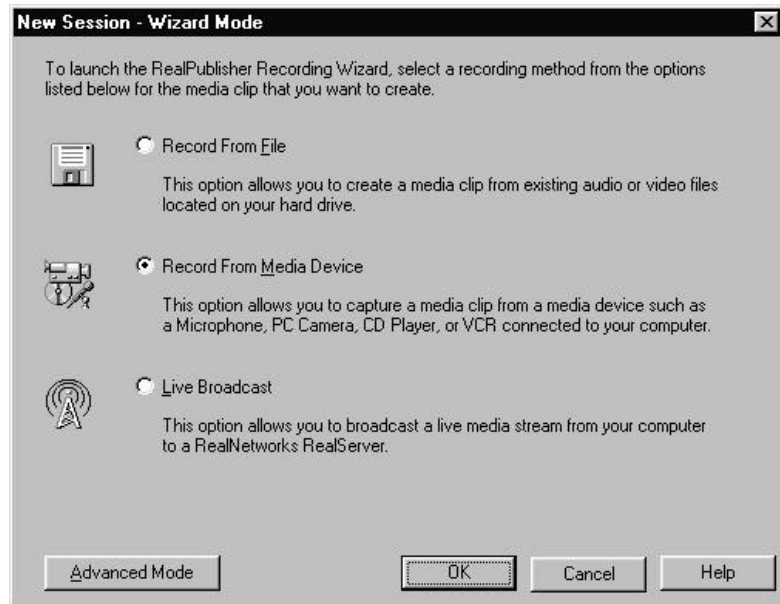 New Session - Wizard Mode
To launch the RealPublisher Recording Wizard, select a recording method from the options
listed below for the media clip that you want to create.
Record From File
This option allows you to create a media clip from existing audio or video files
located on your hard drive.
Record From Media Device
This option allows you to capture a media clip from a media device such as
a Microphone, PC Camera, CD Player, or VCR connected to your computer.
Live Broadcast
This option allows you to broadcast a live media stream from your computer
to a RealNetworks RealServer.
Advanced Mode OK Cancel Help